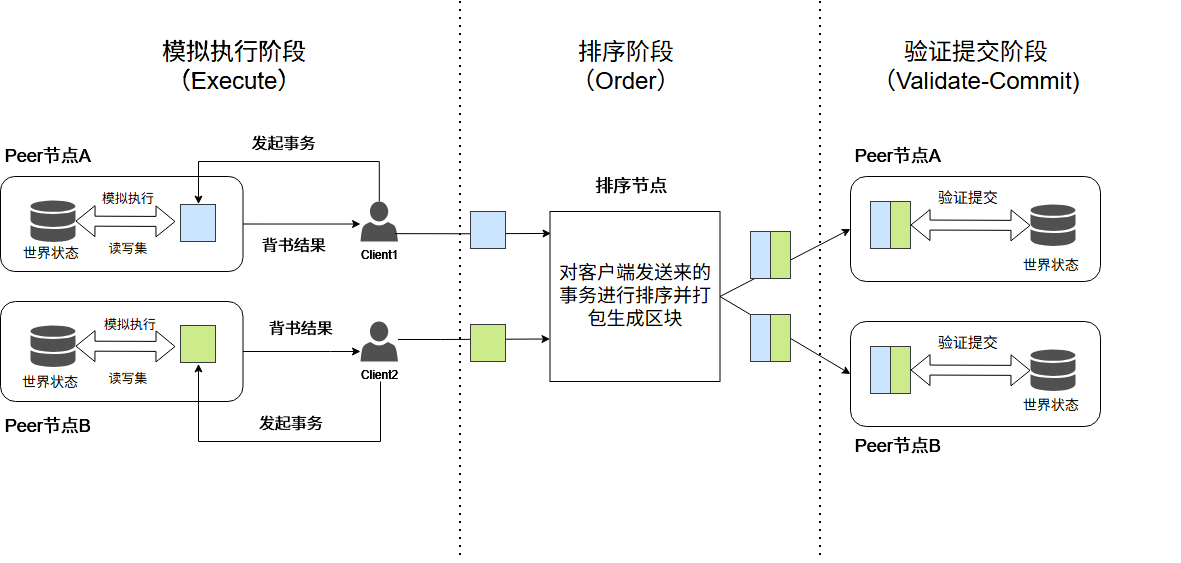 模拟执行阶段
（Execute）
排序阶段
（Order）
验证提交阶段
（Validate-Commit)
Peer节点A
发起事务
模拟执行
读写集
世界状态
背书结果
Client1
模拟执行
读写集
世界状态
背书结果
Client2
发起事务
Peer节点B
排序节点
对客户端发送来的
事务进行排序并打
包生成区块
Peer节点A
验证提交
世界状态
验证提交
世界状态
Peer节点B